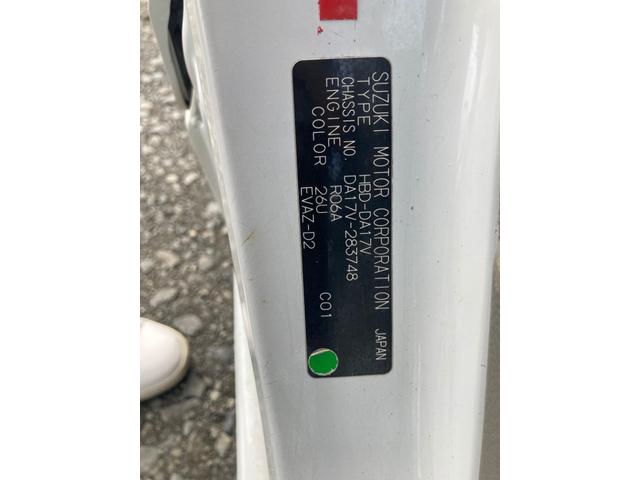 SUZUKI MOTOR CORPORATION JAPAN
TYPE HBD-DA17V
CHASSIS NO. DA17V-283748
ENGINE R06A
COLOR 26U C01
EVAZ-D2